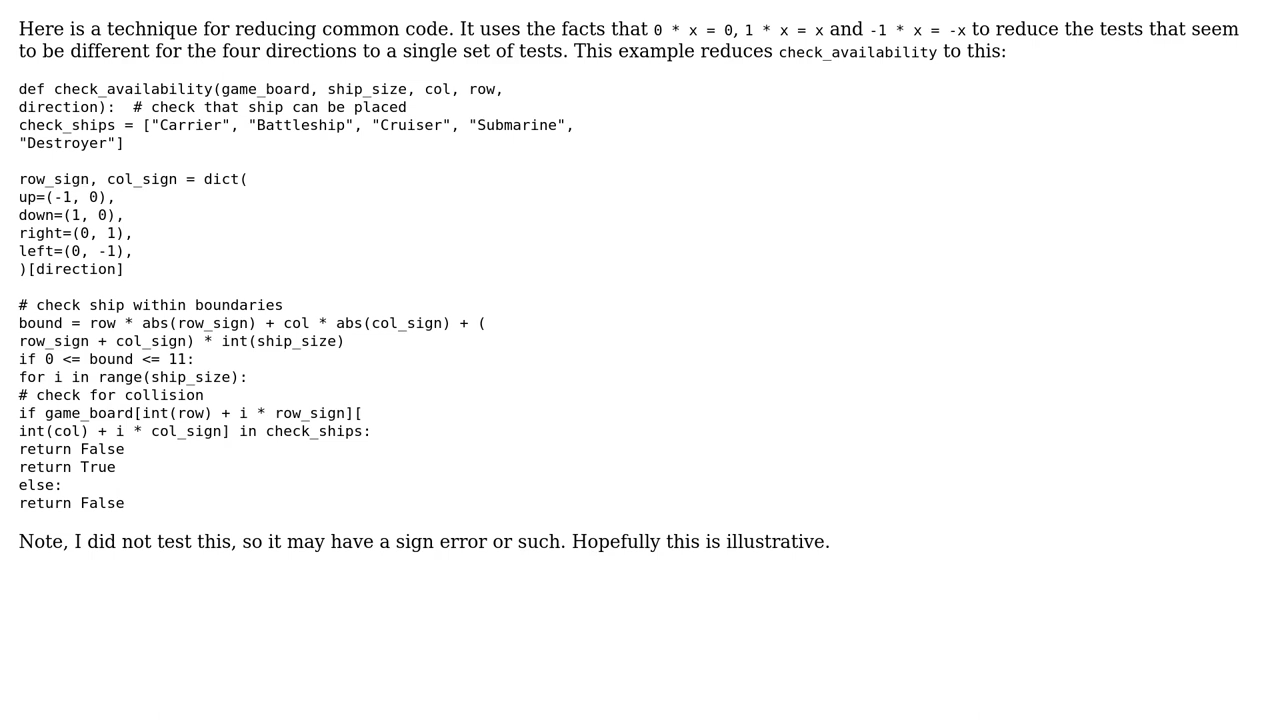 Here is a technique for reducing common code. It uses the facts that 0 * x = 0, 1 * x = x and -1 * x = -x to reduce the tests that seem
to be different for the four directions to a single set of tests. This example reduces check_availability to this:
def check_availability(game_board, ship_size, col, row,
direction):  # check that ship can be placed
check_ships = ["Carrier", "Battleship", "Cruiser", "Submarine",
"Destroyer"]
row_sign, col_sign = dict(
up=(-1, 0),
down=(1, 0),
right=(0, 1),
left=(0, -1),
)[direction]
# check ship within boundaries
bound = row * abs(row_sign) + col * abs(col_sign) + (
row_sign + col_sign) * int(ship_size)
if 0 <= bound <= 11:
for i in range(ship_size):
# check for collision
if game_board[int(row) + i * row_sign][
int(col) + i * col_sign] in check_ships:
return False
return True
else:
return False
Note, I did not test this, so it may have a sign error or such. Hopefully this is illustrative.